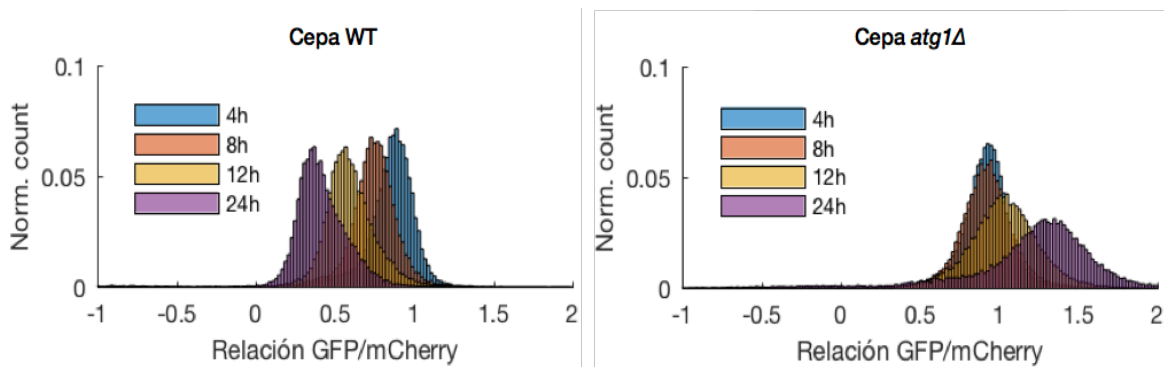 Cepa WT
0.1
0.05
0
Norm. count
4h
8h
12h
24h
-1 -0.5 0 0.5 1 1.5 2
Relación GFP/mCherry
Cepa atg1Δ
0.1
0.05
0
Norm. count
4h
8h
12h
24h
-1 -0.5 0 0.5 1 1.5 2
Relación GFP/mCherry